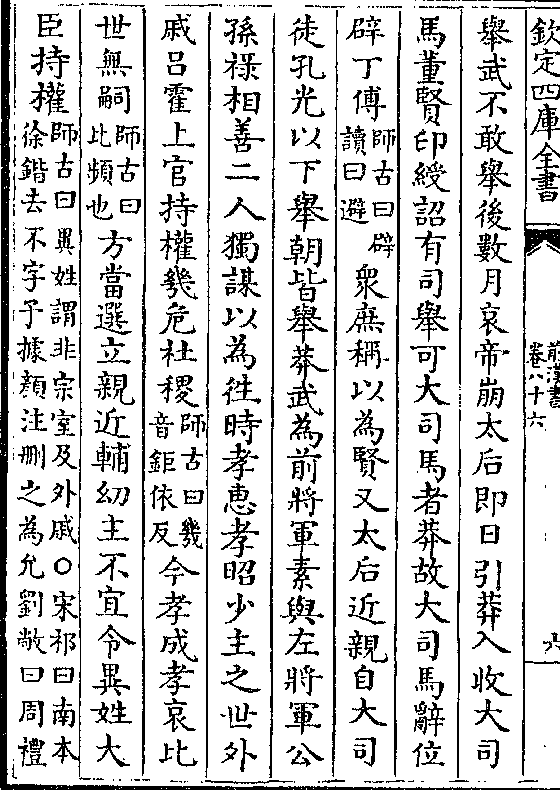 欽定四庫全書
前漢書
卷八十六
六
舉武不敢舉後數月哀帝崩太后即日引莽入收大司
馬董賢印綬詔有司舉可大司馬者莽故大司馬辭位
辟丁傅師古曰辟讀曰避衆庶稱以為賢又太后近親自大司
徒孔光以下舉朝皆舉莽武為前將軍素與左將軍公
孫祿相善二人獨謀以為徃時孝惠孝昭少主之世外
戚吕霍上官持權幾危社稷師古曰幾音鉅依反今孝成孝哀比
世無嗣師古曰比頻也方當選立親近輔幼主不宜令異姓大
臣持權師古曰異姓謂非宗室及外戚○宋祁曰南本徐鍇去不字予據顔注刪之為允劉敞曰周禮